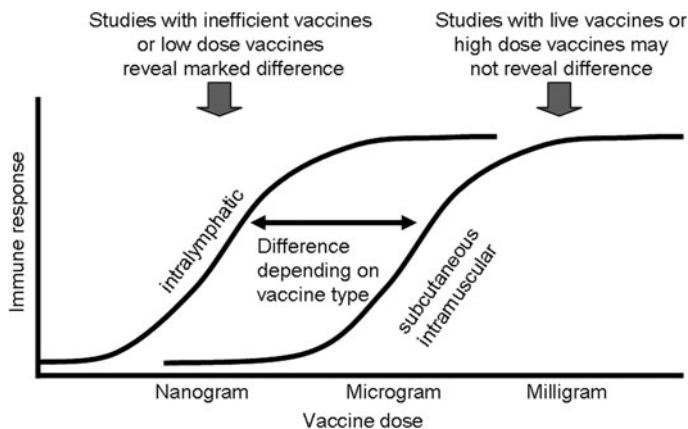 Studies with inefficient vaccines
or low dose vaccines
reveal marked difference
Studies with live vaccines or
high dose vaccines may
not reveal difference
Immune response
intralymphatic
Difference
depending on
vaccine type
subcutaneous
intramuscular
Nanogram
Microgram
Milligram
Vaccine dose